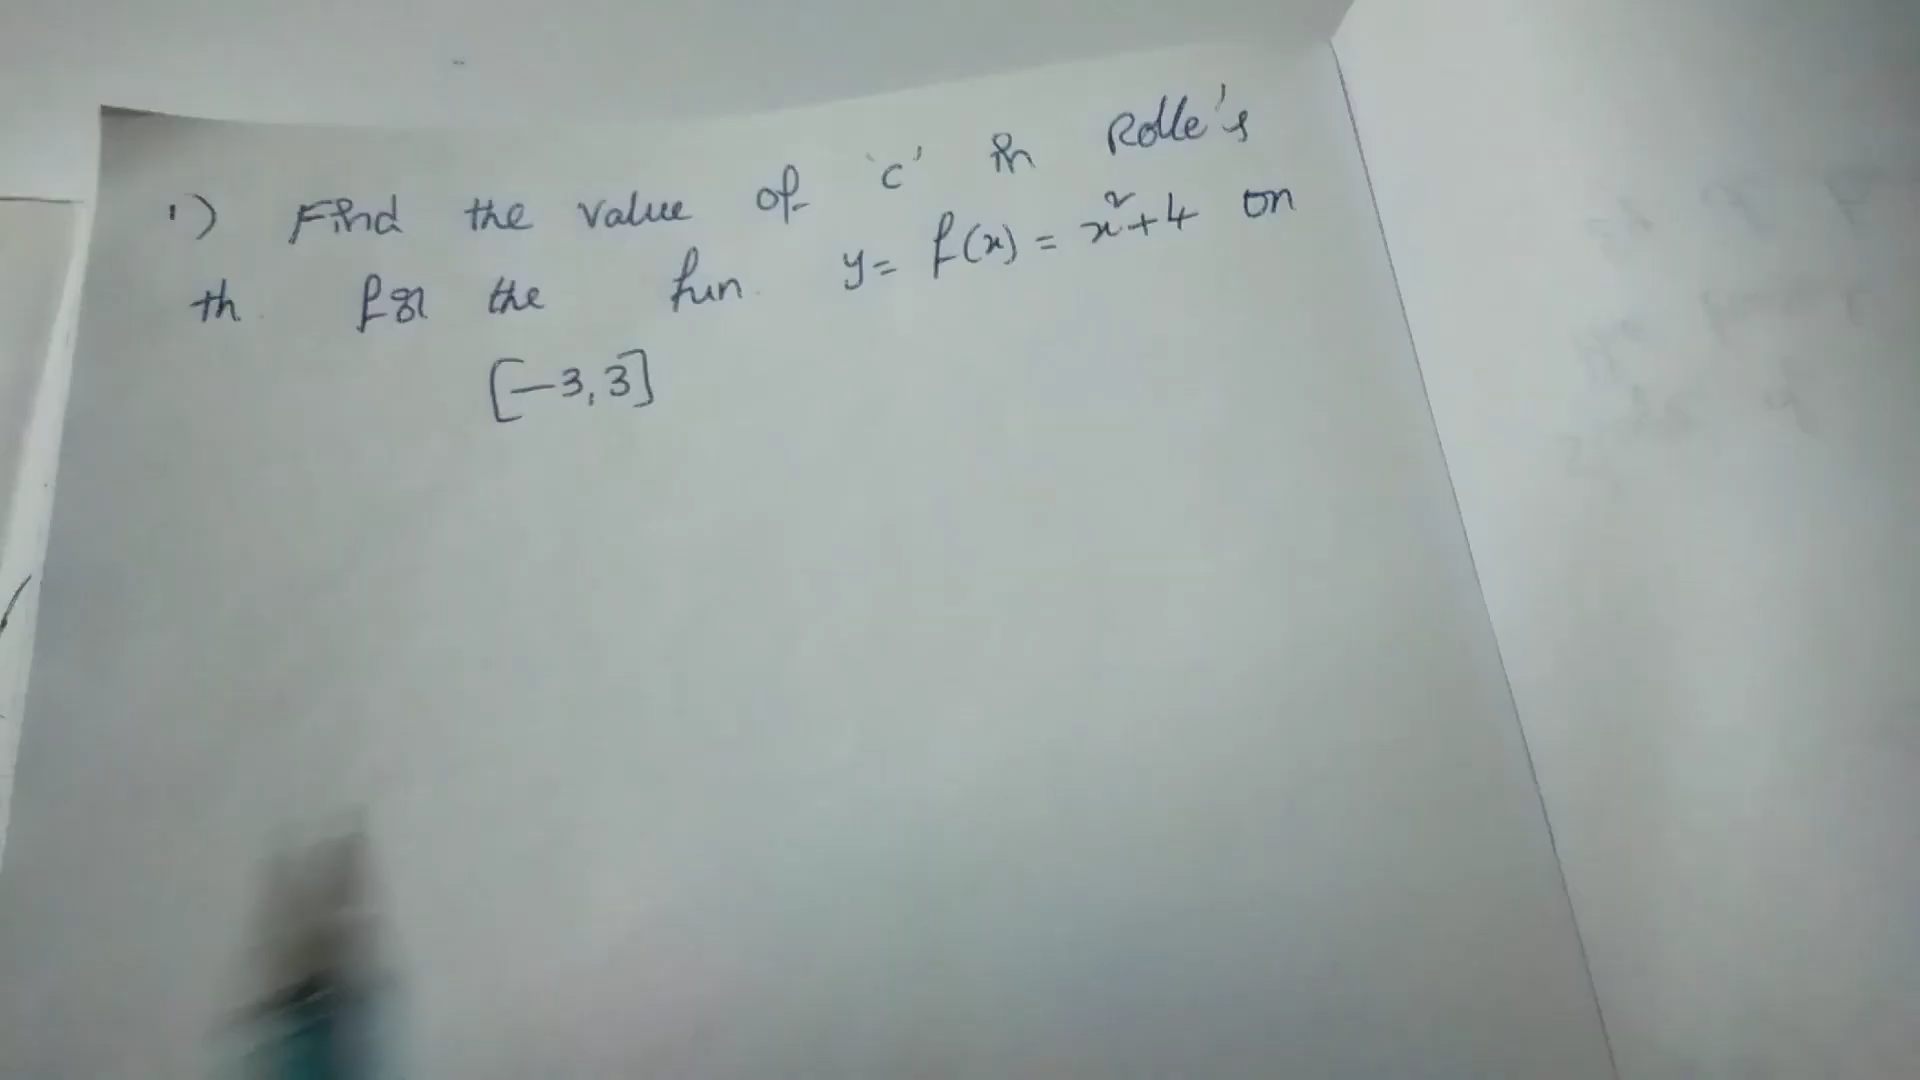 1) Find the value of 'c' in Rolle's
th. for the fun. y = f(x) = x²+4 on
[-3,3]